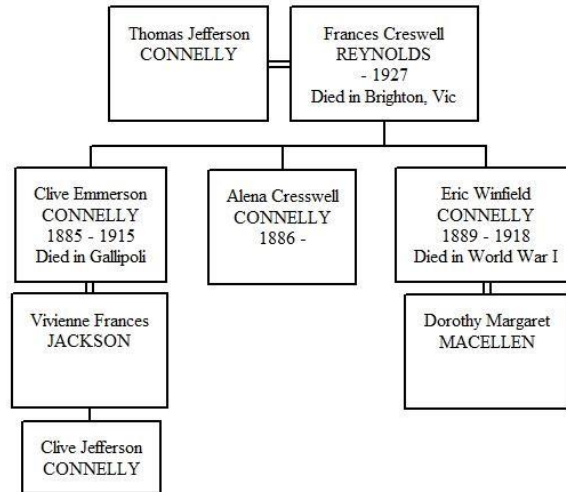 Thomas Jefferson
CONNELLY
Frances Creswell
REYNOLDS
- 1927
Died in Brighton, Vic
Clive Emmerson
CONNELLY
1885 - 1915
Died in Gallipoli
Alena Cresswell
CONNELLY
1886 -
Eric Winfield
CONNELLY
1889 - 1918
Died in World War I
Vivienne Frances
JACKSON
Dorothy Margaret
MACELLEN
Clive Jefferson
CONNELLY